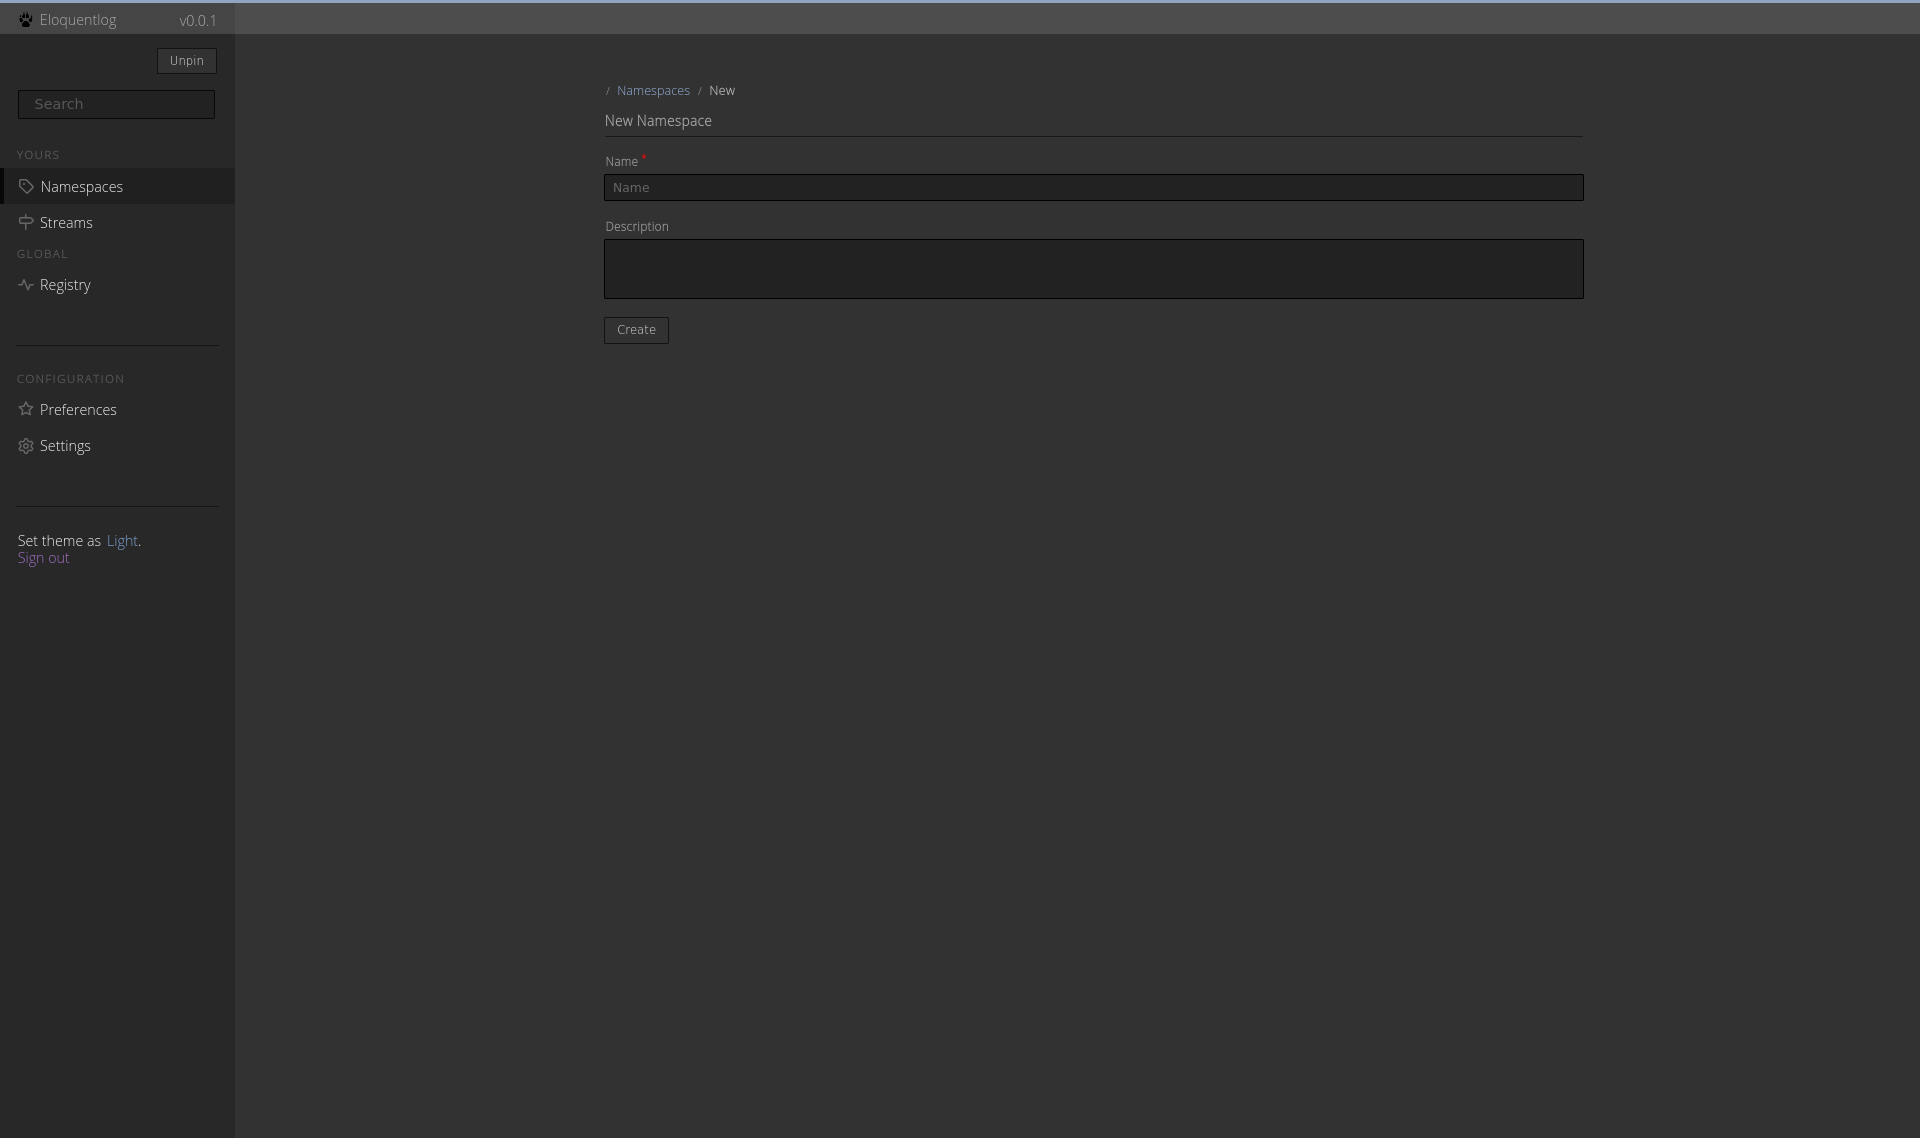 Eloquentlog v0.0.1
Unpin
Search
YOURS
Namespaces
Streams
GLOBAL
Registry
CONFIGURATION
Preferences
Settings
Set theme as Light.
Sign out
/ Namespaces / New
New Namespace
Name *
Name
Description
Create